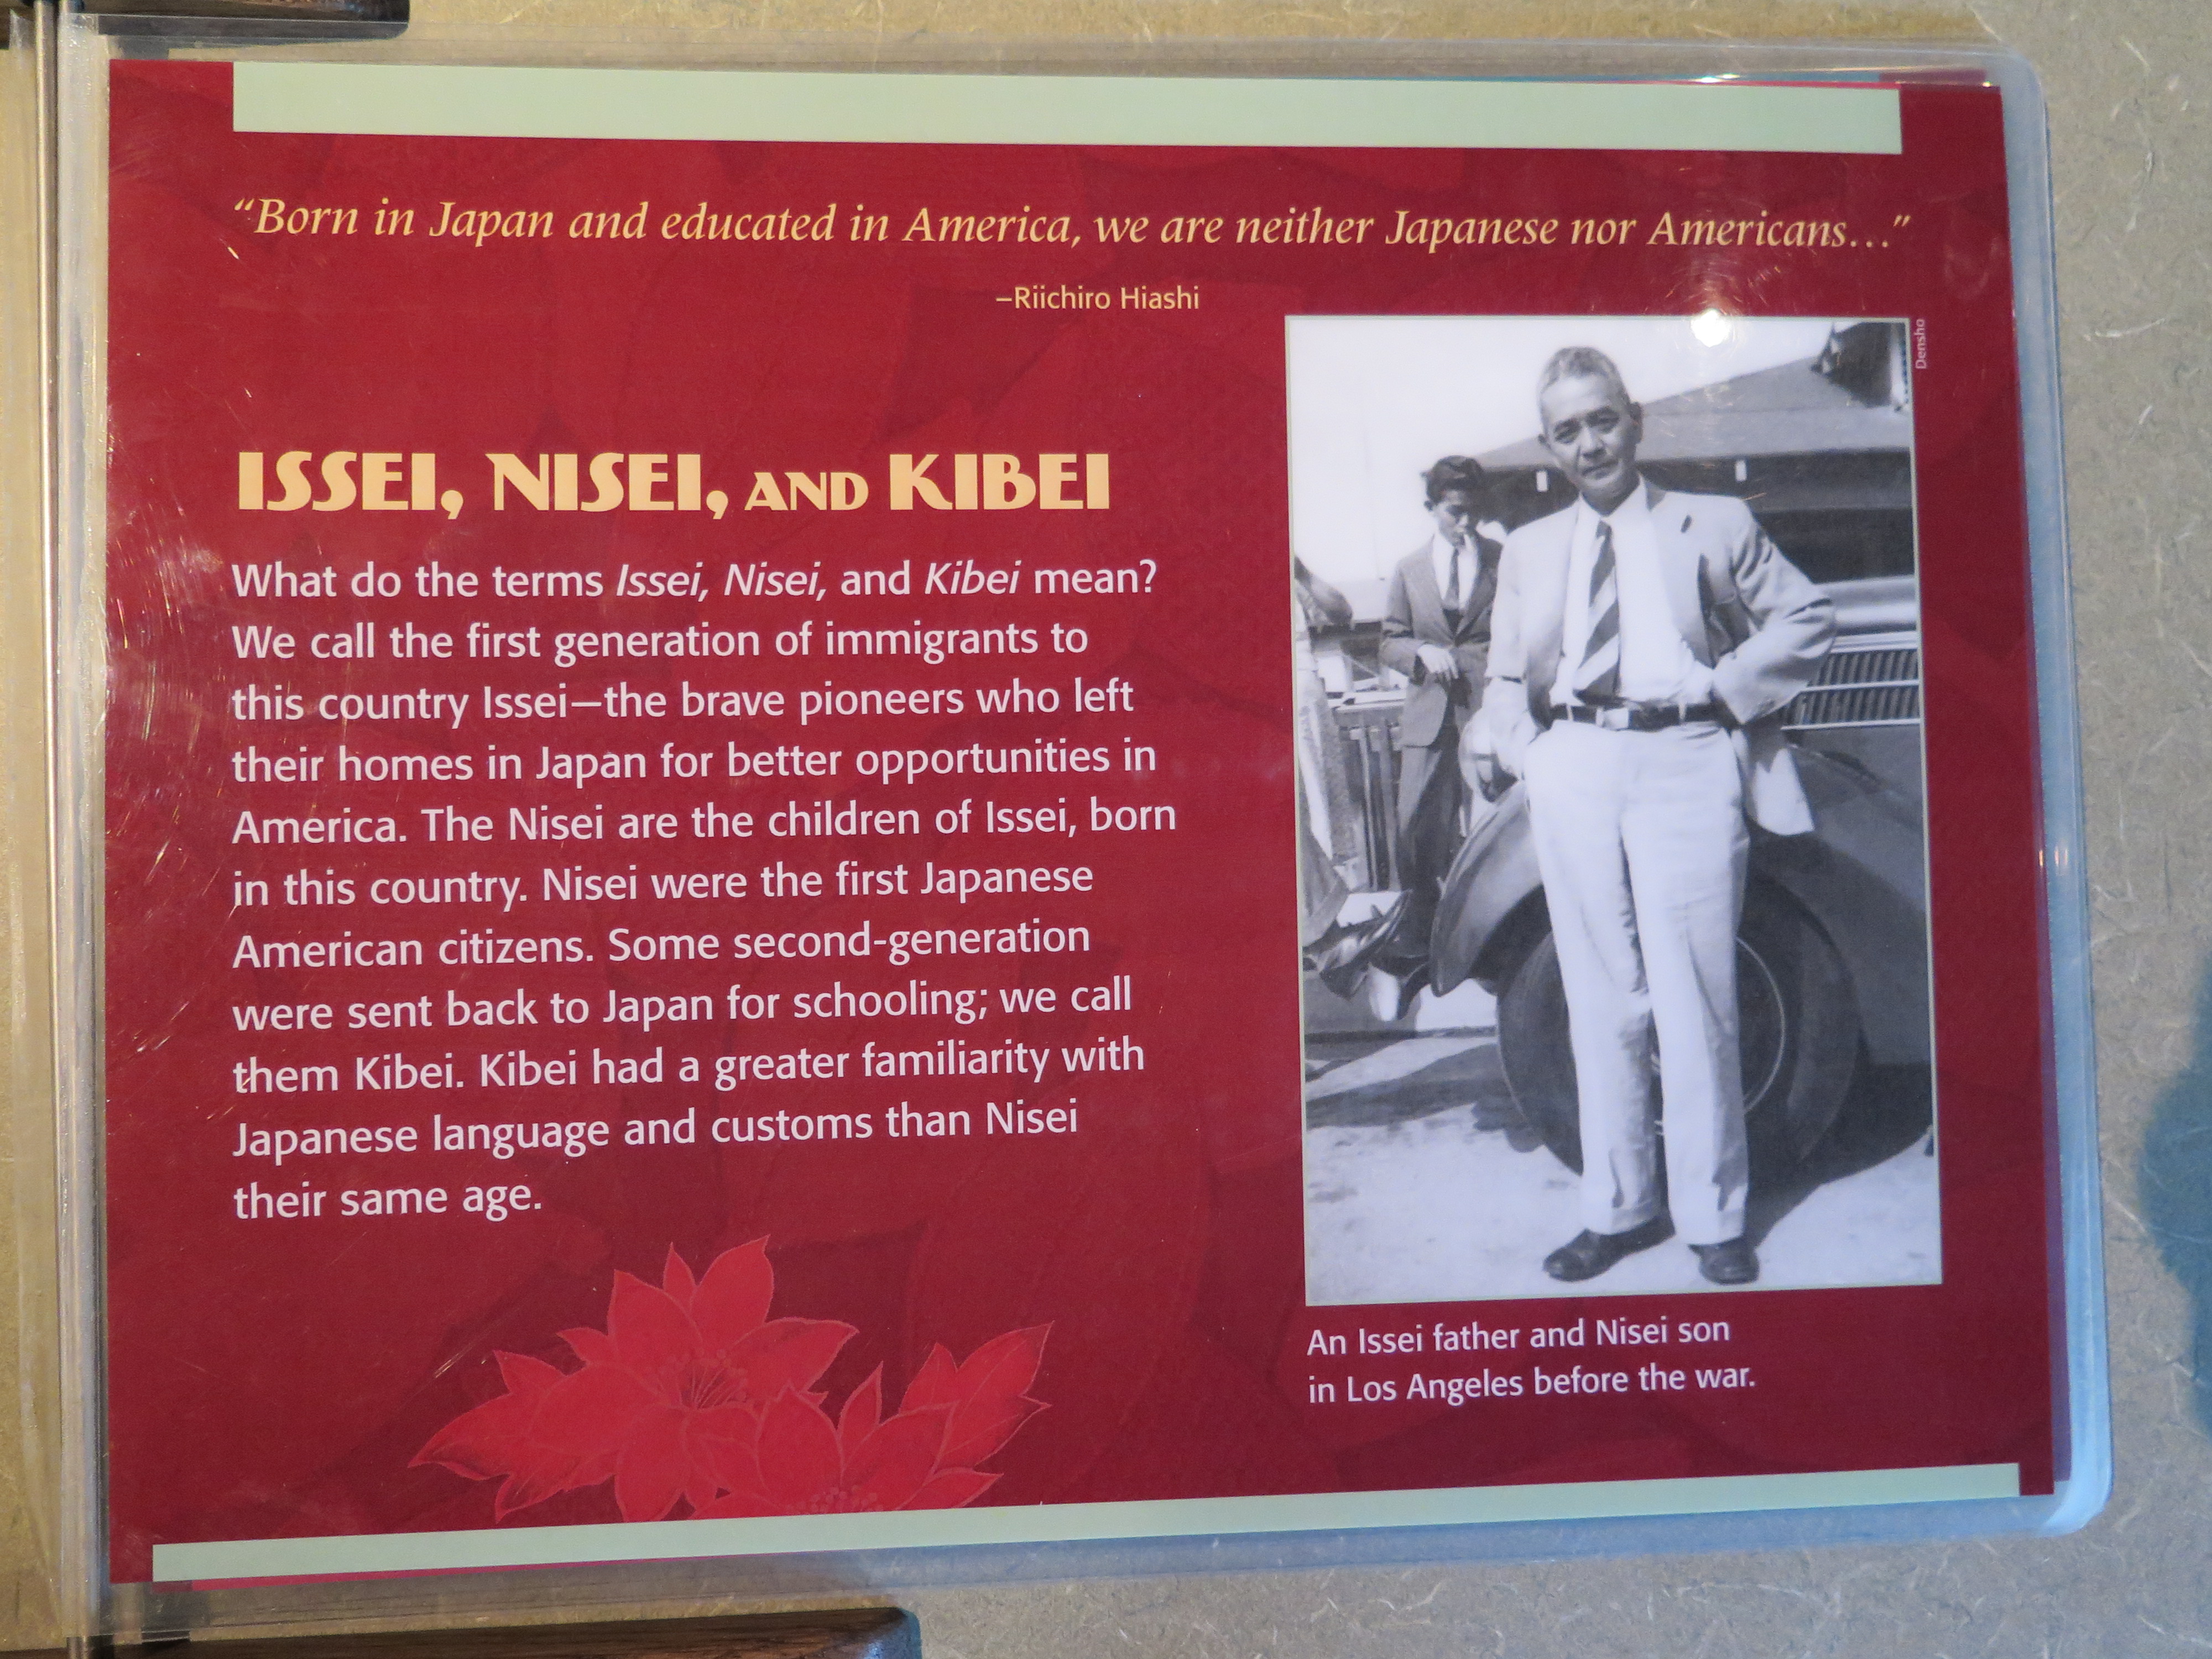 “Born in Japan and educated in America, we are neither Japanese nor Americans...”
–Riichiro Hiashi
Densho
ISSEI, NISEI, AND KIBEI
What do the terms Issei, Nisei, and Kibei mean?
We call the first generation of immigrants to
this country Issei—the brave pioneers who left
their homes in Japan for better opportunities in
America. The Nisei are the children of Issei, born
in this country. Nisei were the first Japanese
American citizens. Some second-generation
were sent back to Japan for schooling; we call
them Kibei. Kibei had a greater familiarity with
Japanese language and customs than Nisei
their same age.
An Issei father and Nisei son
in Los Angeles before the war.